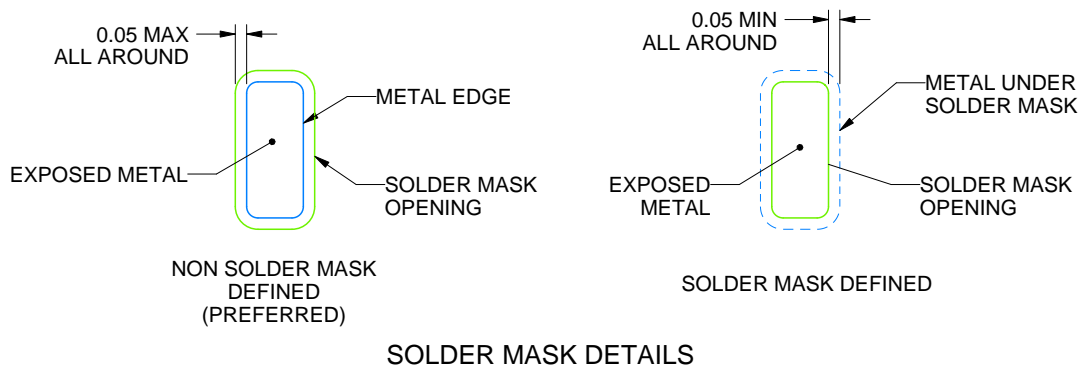 0.05 MAX
ALL AROUND
METAL EDGE
EXPOSED METAL
SOLDER MASK
OPENING
NON SOLDER MASK
DEFINED
(PREFERRED)
0.05 MIN
ALL AROUND
METAL UNDER
SOLDER MASK
EXPOSED
METAL
SOLDER MASK
OPENING
SOLDER MASK DEFINED
SOLDER MASK DETAILS